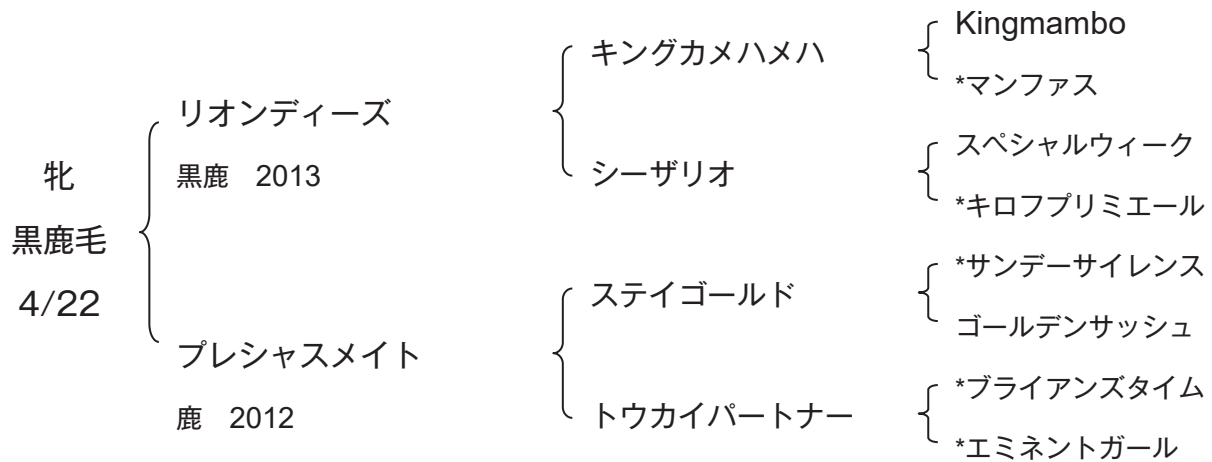 牝
黒鹿毛
4/22
リオンディーズ
黒鹿　2013
プレシャスメイト
鹿　2012
キングカメハメハ
シーザリオ
ステイゴールド
トウカイパートナー
Kingmambo
*マンファス
スペシャルウィーク
*キロフプリミエール
*サンデーサイレンス
ゴールデンサッシュ
*ブライアンズタイム
*エミネントガール